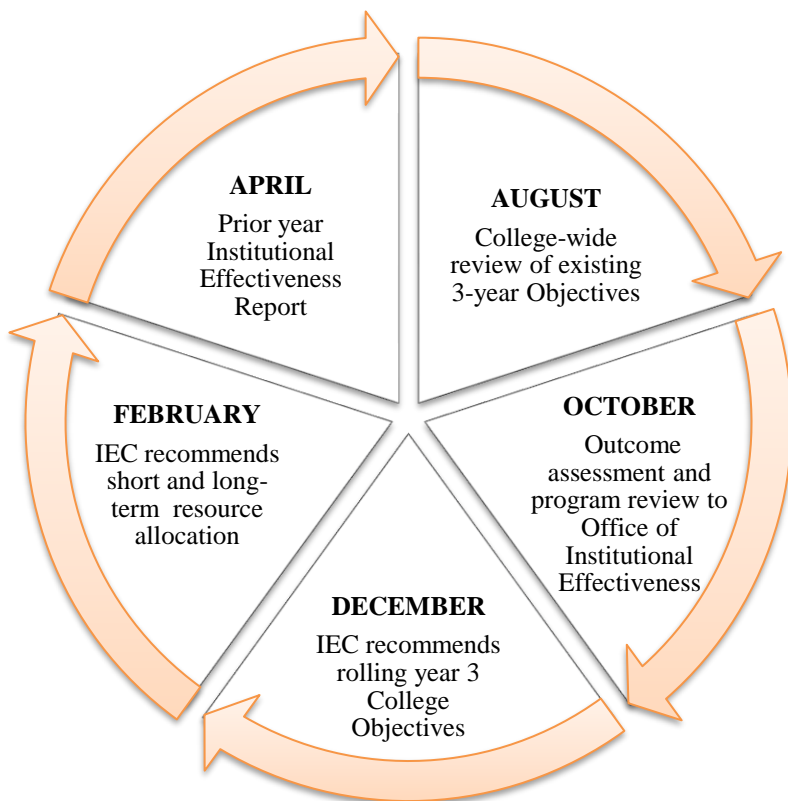 APRIL
Prior year
Institutional
Effectiveness
Report
AUGUST
College-wide
review of existing
3-year Objectives
OCTOBER
Outcome
assessment and
program review to
Office of
Institutional
Effectiveness
DECEMBER
IEC recommends
rolling year 3
College
Objectives
FEBRUARY
IEC recommends
short and long-
term resource
allocation